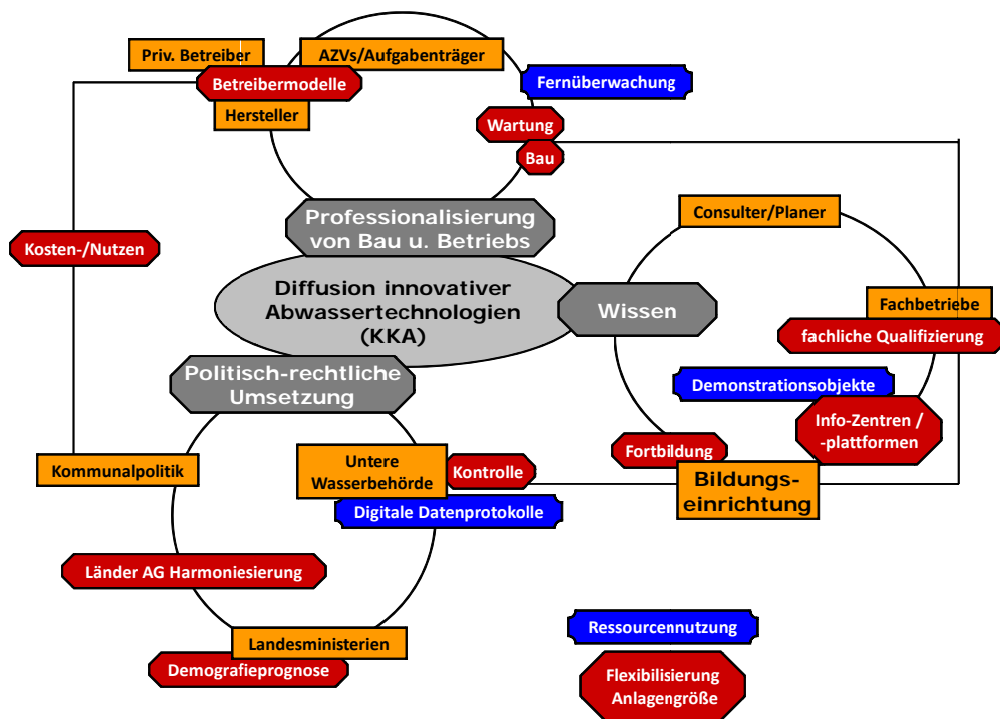 Priv. Betreiber
AZVs/Aufgabenträger
Betreibermodelle
Fernüberwachung
Hersteller
Wartung
Bau
Professionalisierung
von Bau u. Betriebs
Consulter/Planer
Kosten-/Nutzen
Diffusion innovativer
Abwassertechnologien
(KKA)
Wissen
Fachbetriebe
fachliche Qualifizierung
Politisch-rechtliche
Umsetzung
Demonstrationsobjekte
Info-Zentren /
-plattformen
Fortbildung
Kommunalpolitik
Untere
Wasserbehörde
Kontrolle
Bildungs-
einrichtung
Digitale Datenprotokolle
Länder AG Harmoniesierung
Landesministerien
Demografieprognose
Ressourcennutzung
Flexibilisierung
Anlagengröße